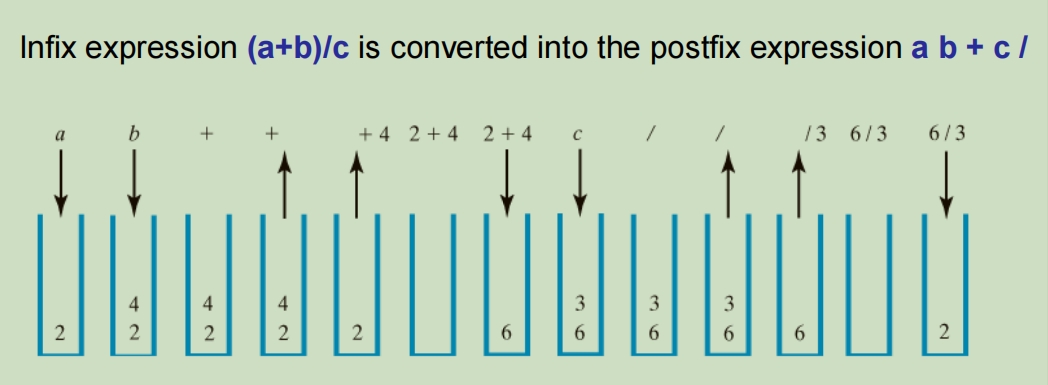 Infix expression (a+b)/c is converted into the postfix expression a b + c /
a b + + + 4 2 + 4 2 + 4 c / / / 3 6 / 3 6 / 3
4 4 4 3 3 3
2 2 2 2 2 6 6 6 6 6 2